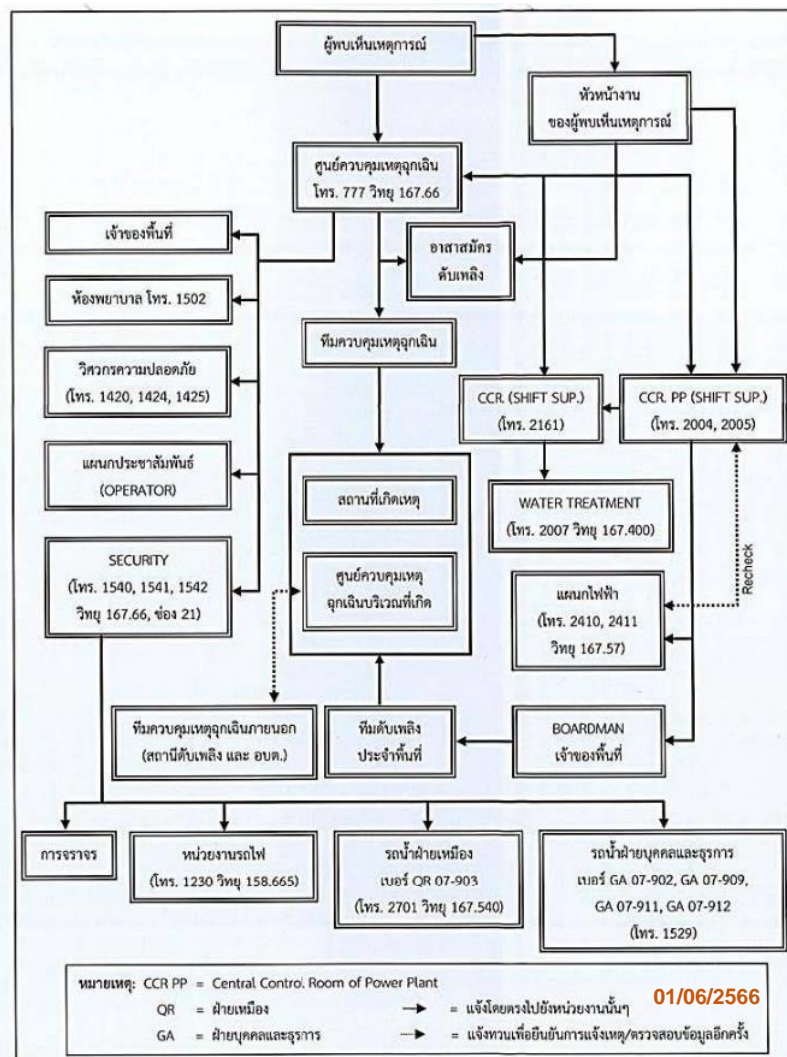 ผู้พบเห็นเหตุการณ์
หัวหน้างาน
ของผู้พบเห็นเหตุการณ์
ศูนย์ควบคุมเหตุฉุกเฉิน
โทร. 777 วิทยุ 167.66
เจ้าของพื้นที่
อาสาสมัคร
ดับเพลิง
ห้องพยาบาล โทร. 1502
ทีมควบคุมเหตุฉุกเฉิน
วิศวกรความปลอดภัย
(โทร. 1420, 1424, 1425)
CCR. (SHIFT SUP.)
(โทร. 2161)
CCR. PP (SHIFT SUP.)
(โทร. 2004, 2005)
แผนกประชาสัมพันธ์
(OPERATOR)
สถานที่เกิดเหตุ
WATER TREATMENT
(โทร. 2007 วิทยุ 167.400)
SECURITY
(โทร. 1540, 1541, 1542
วิทยุ 167.66, ช่อง 21)
ศูนย์ควบคุมเหตุ
ฉุกเฉินบริเวณที่เกิด
แผนกไฟฟ้า
(โทร. 2410, 2411
วิทยุ 167.57)
Recheck
ทีมควบคุมเหตุฉุกเฉินภายนอก
(สถานีดับเพลิง และ อบต.)
ทีมดับเพลิง
ประจำพื้นที่
BOARDMAN
เจ้าของพื้นที่
การจราจร
หน่วยงานรถไฟ
(โทร. 1230 วิทยุ 158.665)
รถน้ำฝ่ายเหมือง
เบอร์ QR 07-903
(โทร. 2701 วิทยุ 167.540)
รถน้ำฝ่ายบุคคลและธุรการ
เบอร์ GA 07-902, GA 07-909,
GA 07-911, GA 07-912
(โทร. 1529)
หมายเหตุ: CCR PP = Central Control Room of Power Plant
01/06/2566
QR = ฝ่ายเหมือง = แจ้งโดยตรงไปยังหน่วยงานนั้นๆ
GA = ฝ่ายบุคคลและธุรการ = แจ้งทวนเพื่อยืนยันการแจ้งเหตุ/ตรวจสอบข้อมูลอีกครั้ง